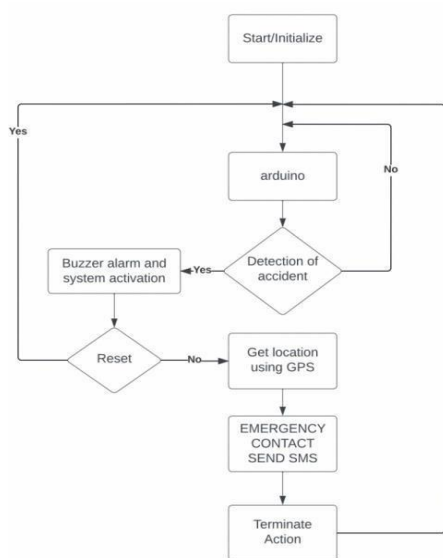 Start/Initialize
Yes
arduino
No
Detection of
accident
Yes
Buzzer alarm and
system activation
Reset
No
Get location
using GPS
EMERGENCY
CONTACT
SEND SMS
Terminate
Action